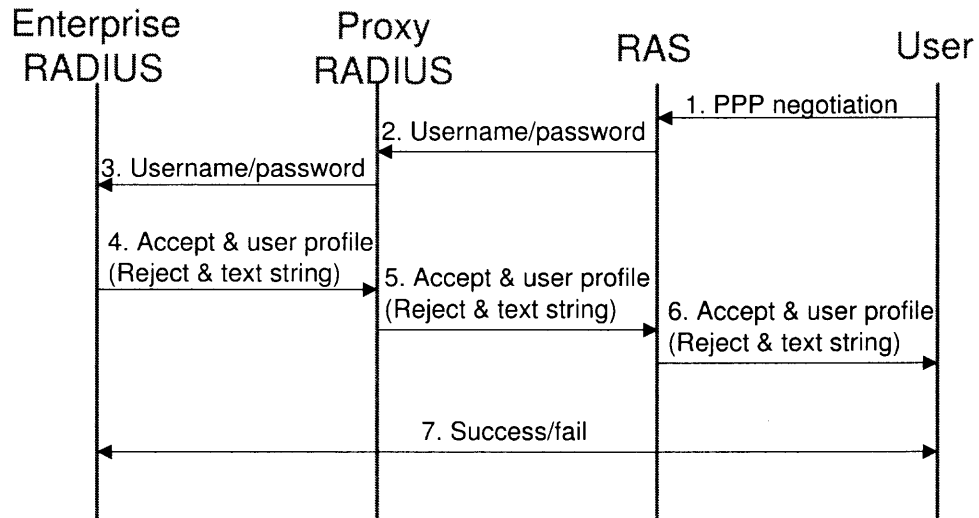 Enterprise
RADIUS
Proxy
RADIUS
RAS
User
1. PPP negotiation
2. Username/password
3. Username/password
4. Accept & user profile
(Reject & text string)
5. Accept & user profile
(Reject & text string)
6. Accept & user profile
(Reject & text string)
7. Success/fail